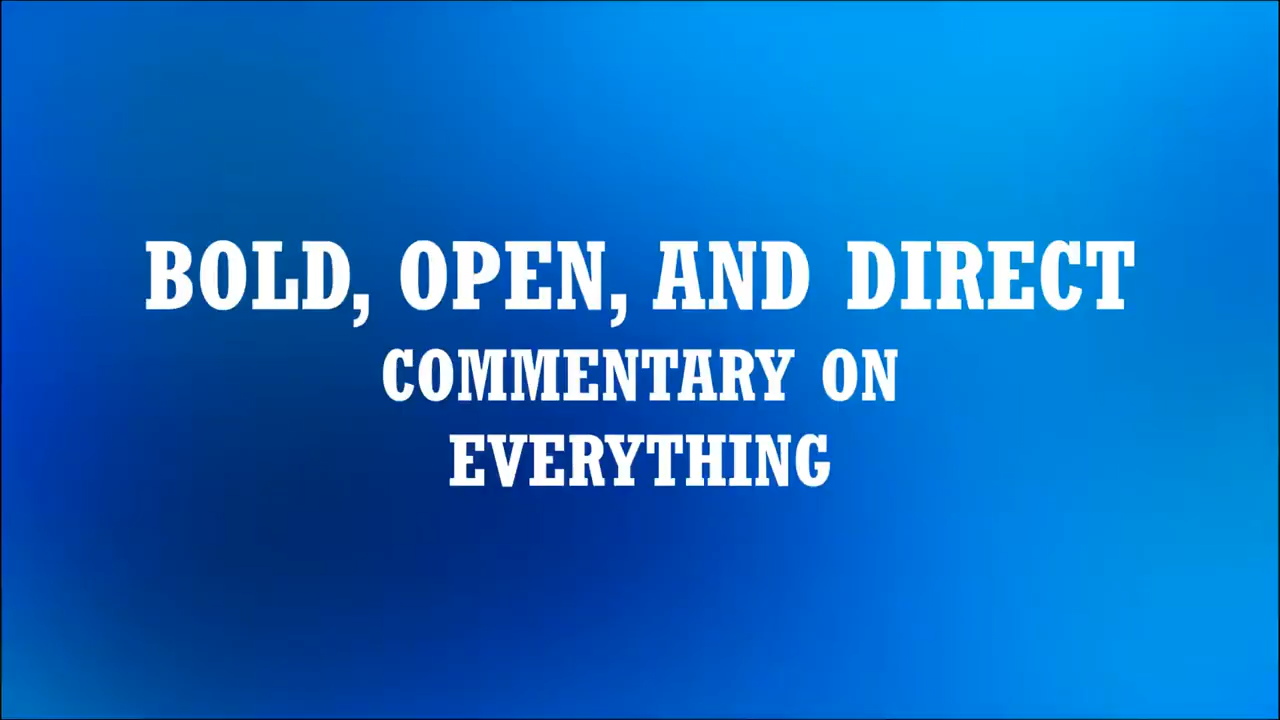 BOLD, OPEN, AND DIRECT
COMMENTARY ON
EVERYTHING